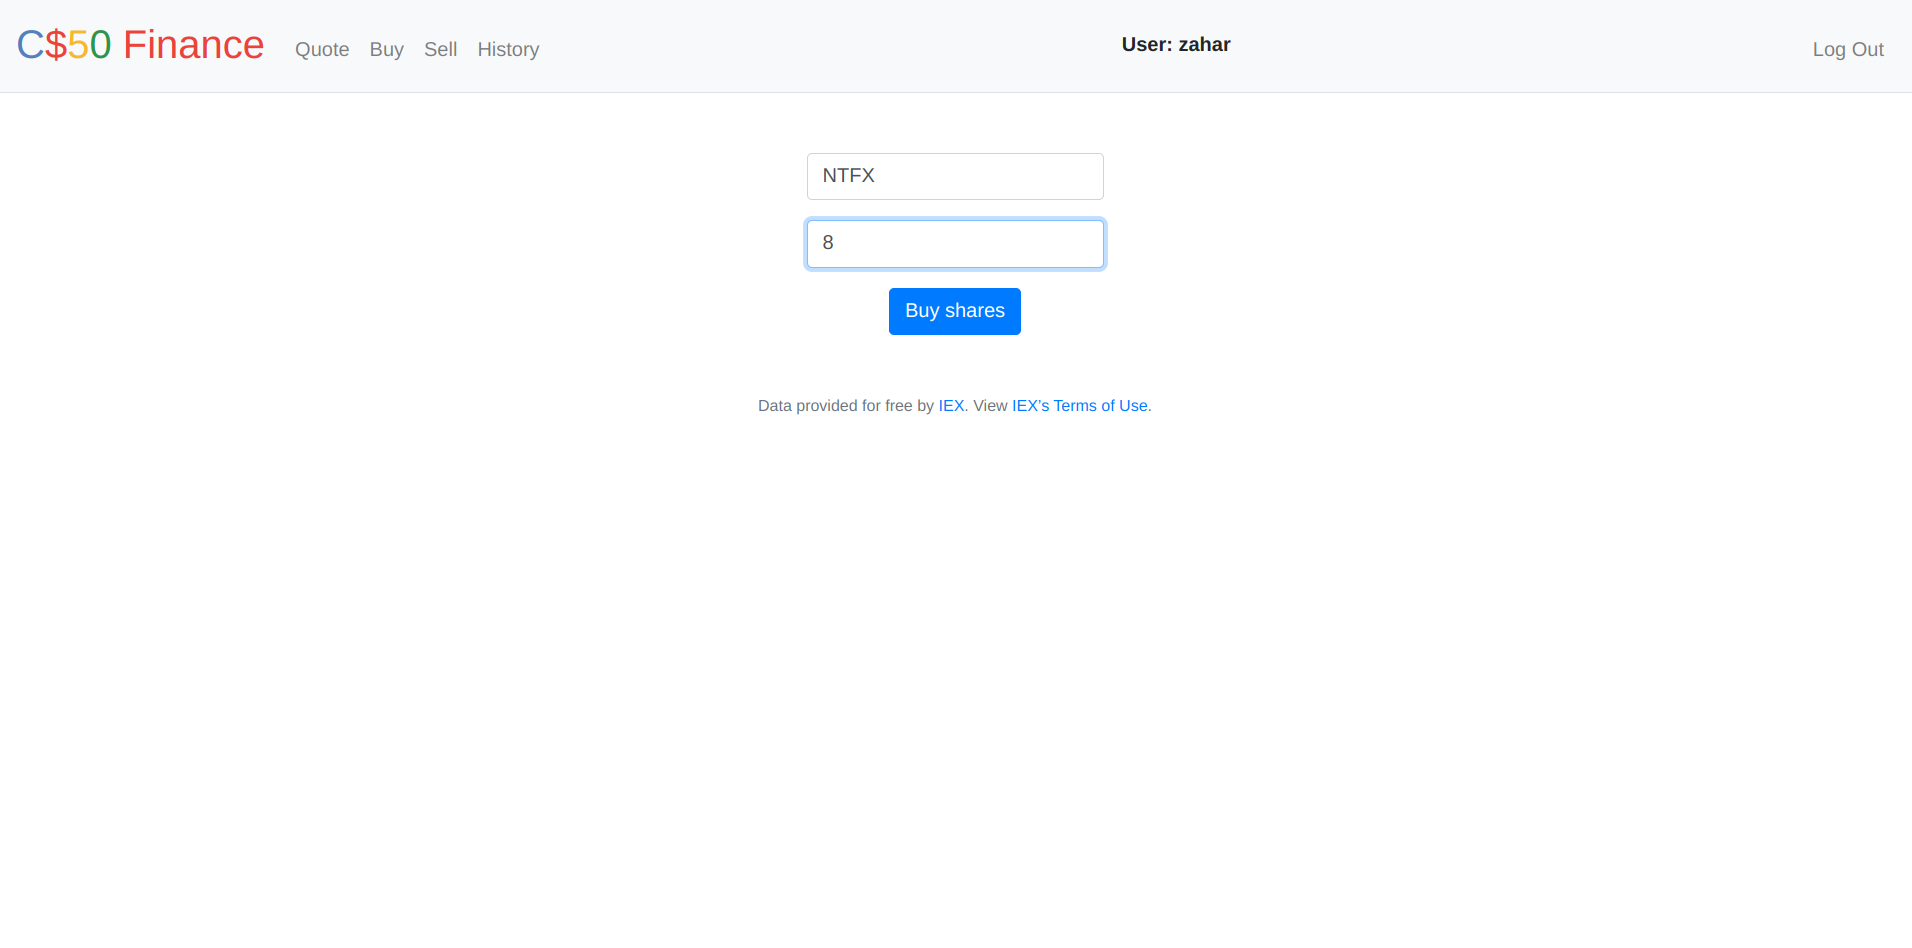 C$50 Finance Quote Buy Sell History User: zahar Log Out
NTFX
8
Buy shares
Data provided for free by IEX. View IEX’s Terms of Use.